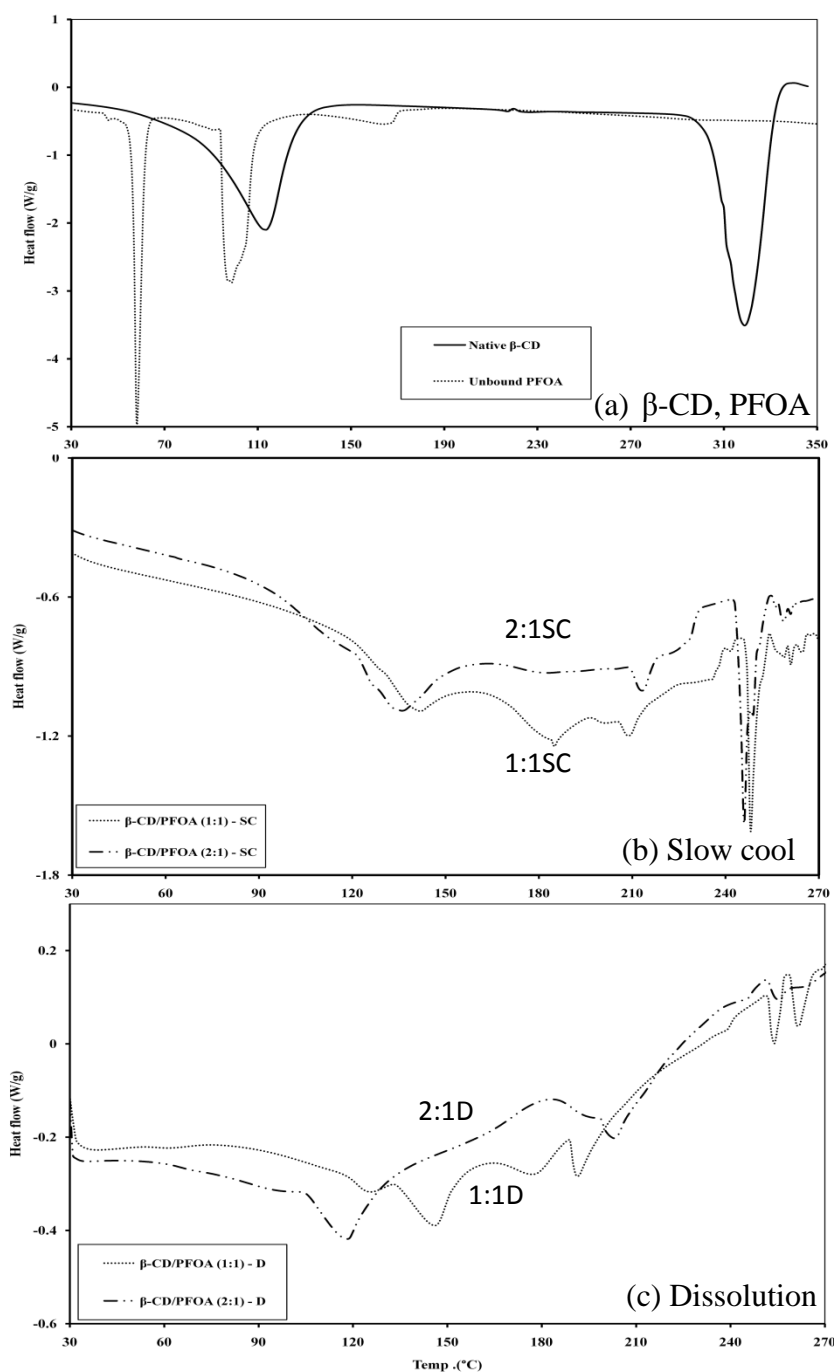 1
0
-1
-2
-3
-4
-5
Heat flow (W/g)
Native β-CD
Unbound PFOA
(a) β-CD, PFOA
30 70 110 150 190 230 270 310 350
0
-0.6
-1.2
-1.8
Heat flow (W/g)
2:1SC
1:1SC
β-CD/PFOA (1:1) - SC
β-CD/PFOA (2:1) - SC
(b) Slow cool
30 60 90 120 150 180 210 240 270
0.2
0
-0.2
-0.4
-0.6
Heat flow (W/g)
2:1D
1:1D
β-CD/PFOA (1:1) - D
β-CD/PFOA (2:1) - D
(c) Dissolution
30 60 90 120 150 180 210 240 270
Temp .(°C)